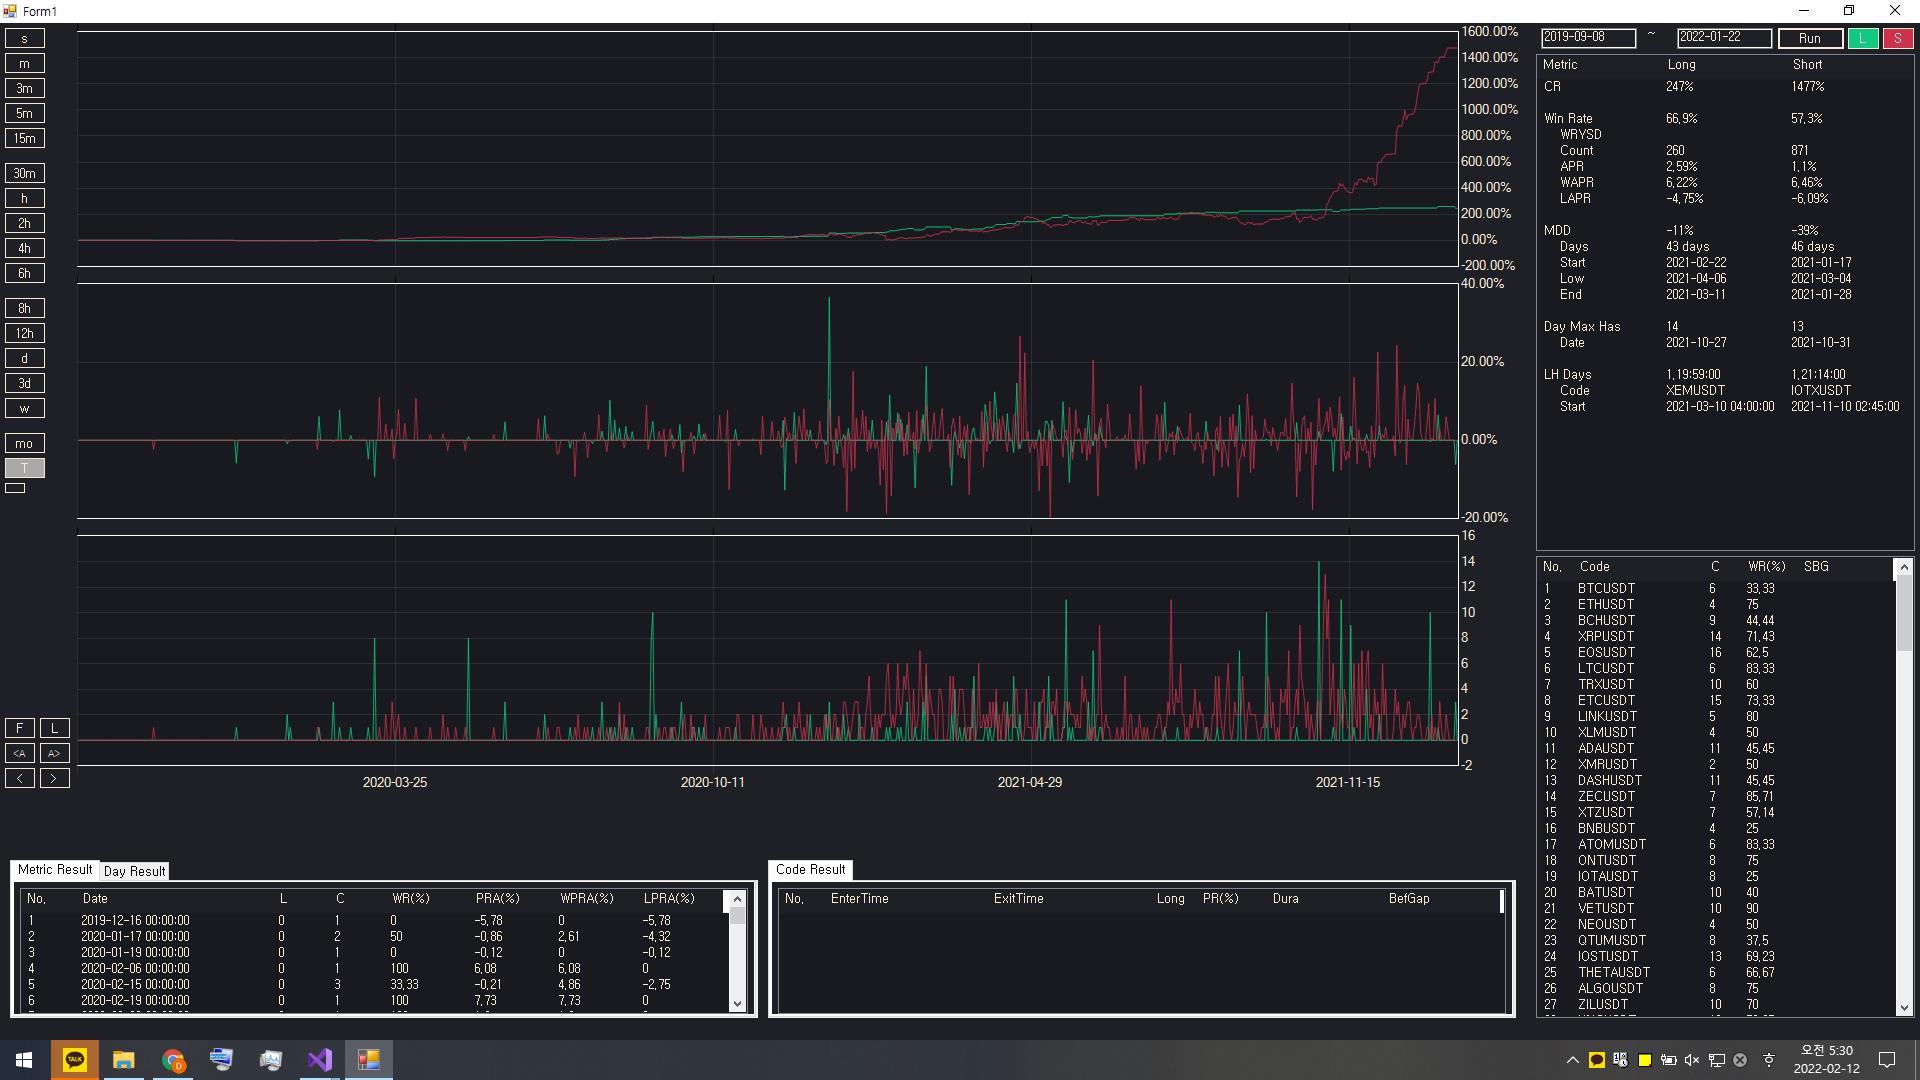 Form1
s
m
3m
5m
15m
30m
h
2h
4h
6h
8h
12h
d
3d
w
mo
T
F L
<A A>
< >
1600.00%
1400.00%
1200.00%
1000.00%
800.00%
600.00%
400.00%
200.00%
0.00%
-200.00%
40.00%
20.00%
0.00%
-20.00%
16
14
12
10
8
6
4
2
0
-2
2020-03-25 2020-10-11 2021-04-29 2021-11-15
2019-09-08 ~ 2022-01-22 Run L S
Metric Long Short
CR 247% 1477%
Win Rate 66,9% 57,3%
WRYSD
Count 260 871
APR 2,59% 1,1%
WAPR 6,22% 6,46%
LAPR -4,75% -6,09%
MDD -11% -39%
Days 43 days 46 days
Start 2021-02-22 2021-01-17
Low 2021-04-06 2021-03-04
End 2021-03-11 2021-01-28
Day Max Has 14 13
Date 2021-10-27 2021-10-31
LH Days 1,19:59:00 1,21:14:00
Code XEMUSDT IOTXUSDT
Start 2021-03-10 04:00:00 2021-11-10 02:45:00
No, Code C WR(%) SBG
1 BTCUSDT 6 33,33
2 ETHUSDT 4 75
3 BCHUSDT 9 44,44
4 XRPUSDT 14 71,43
5 EOSUSDT 16 62,5
6 LTCUSDT 6 83,33
7 TRXUSDT 10 60
8 ETCUSDT 15 73,33
9 LINKUSDT 5 80
10 XLMUSDT 4 50
11 ADAUSDT 11 45,45
12 XMRUSDT 2 50
13 DASHUSDT 11 45,45
14 ZECUSDT 7 85,71
15 XTZUSDT 7 57,14
16 BNBUSDT 4 25
17 ATOMUSDT 6 83,33
18 ONTUSDT 8 75
19 IOTAUSDT 8 25
20 BATUSDT 10 40
21 VETUSDT 10 90
22 NEOUSDT 4 50
23 QTUMUSDT 8 37,5
24 IOSTUSDT 13 69,23
25 THETAUSDT 6 66,67
26 ALGOUSDT 8 75
27 ZILUSDT 10 70
Metric Result Day Result
No, Date L C WR(%) PRA(%) WPRA(%) LPRA(%)
1 2019-12-16 00:00:00 0 1 0 -5,78 0 -5,78
2 2020-01-17 00:00:00 0 2 50 -0,86 2,61 -4,32
3 2020-01-19 00:00:00 0 1 0 -0,12 0 -0,12
4 2020-02-06 00:00:00 0 1 100 6,08 6,08 0
5 2020-02-15 00:00:00 0 3 33,33 -0,21 4,86 -2,75
6 2020-02-19 00:00:00 0 1 100 7,73 7,73 0
Code Result
No, EnterTime ExitTime Long PR(%) Dura BefGap
TALK
D
오전 5:30
2022-02-12